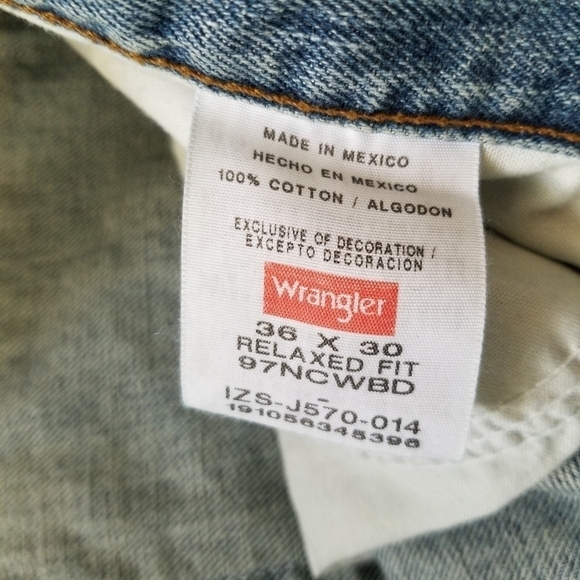 MADE IN MEXICO
HECHO EN MEXICO
100% COTTON / ALGODON
EXCLUSIVE OF DECORATION /
EXCEPTO DECORACION
Wrangler
36 X 30
RELAXED FIT
97NCWBD
-
IZS-J570-014
191056345396